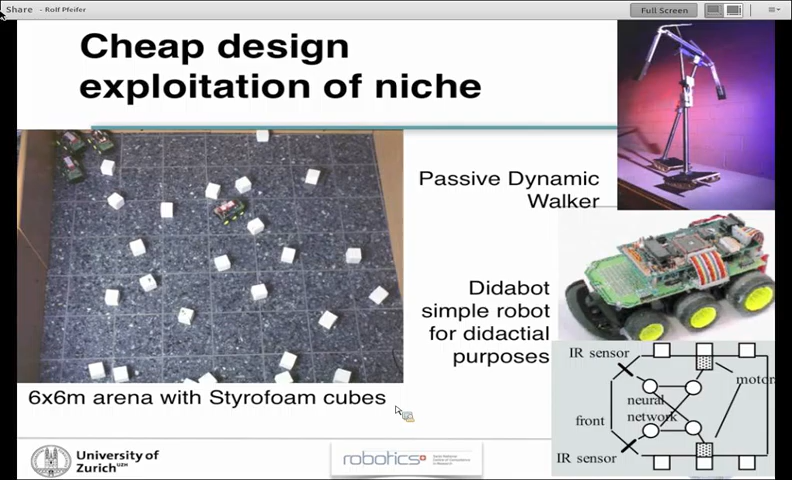 Share - Rolf Pfeifer
Full Screen
Cheap design
exploitation of niche
Passive Dynamic
Walker
Didabot
simple robot
for didactial
purposes
6x6m arena with Styrofoam cubes
IR sensor
motor
neural
network
front
IR sensor
University of
Zurich UZH
robotics+